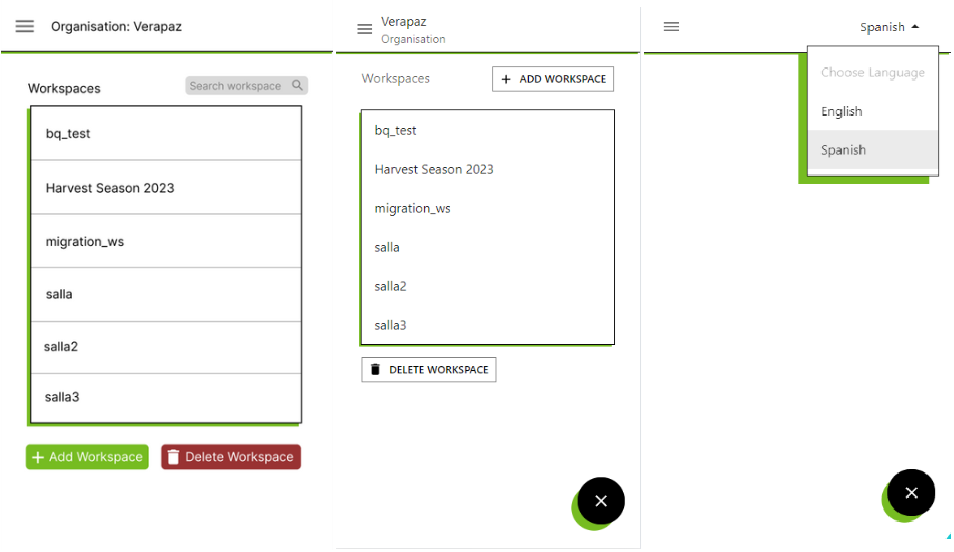 Organisation: Verapaz
Workspaces
Search workspace
bq_test
Harvest Season 2023
migration_ws
salla
salla2
salla3
Add Workspace
Delete Workspace
Verapaz
Organisation
Workspaces
ADD WORKSPACE
bq_test
Harvest Season 2023
migration_ws
salla
salla2
salla3
DELETE WORKSPACE
Spanish
Choose Language
English
Spanish